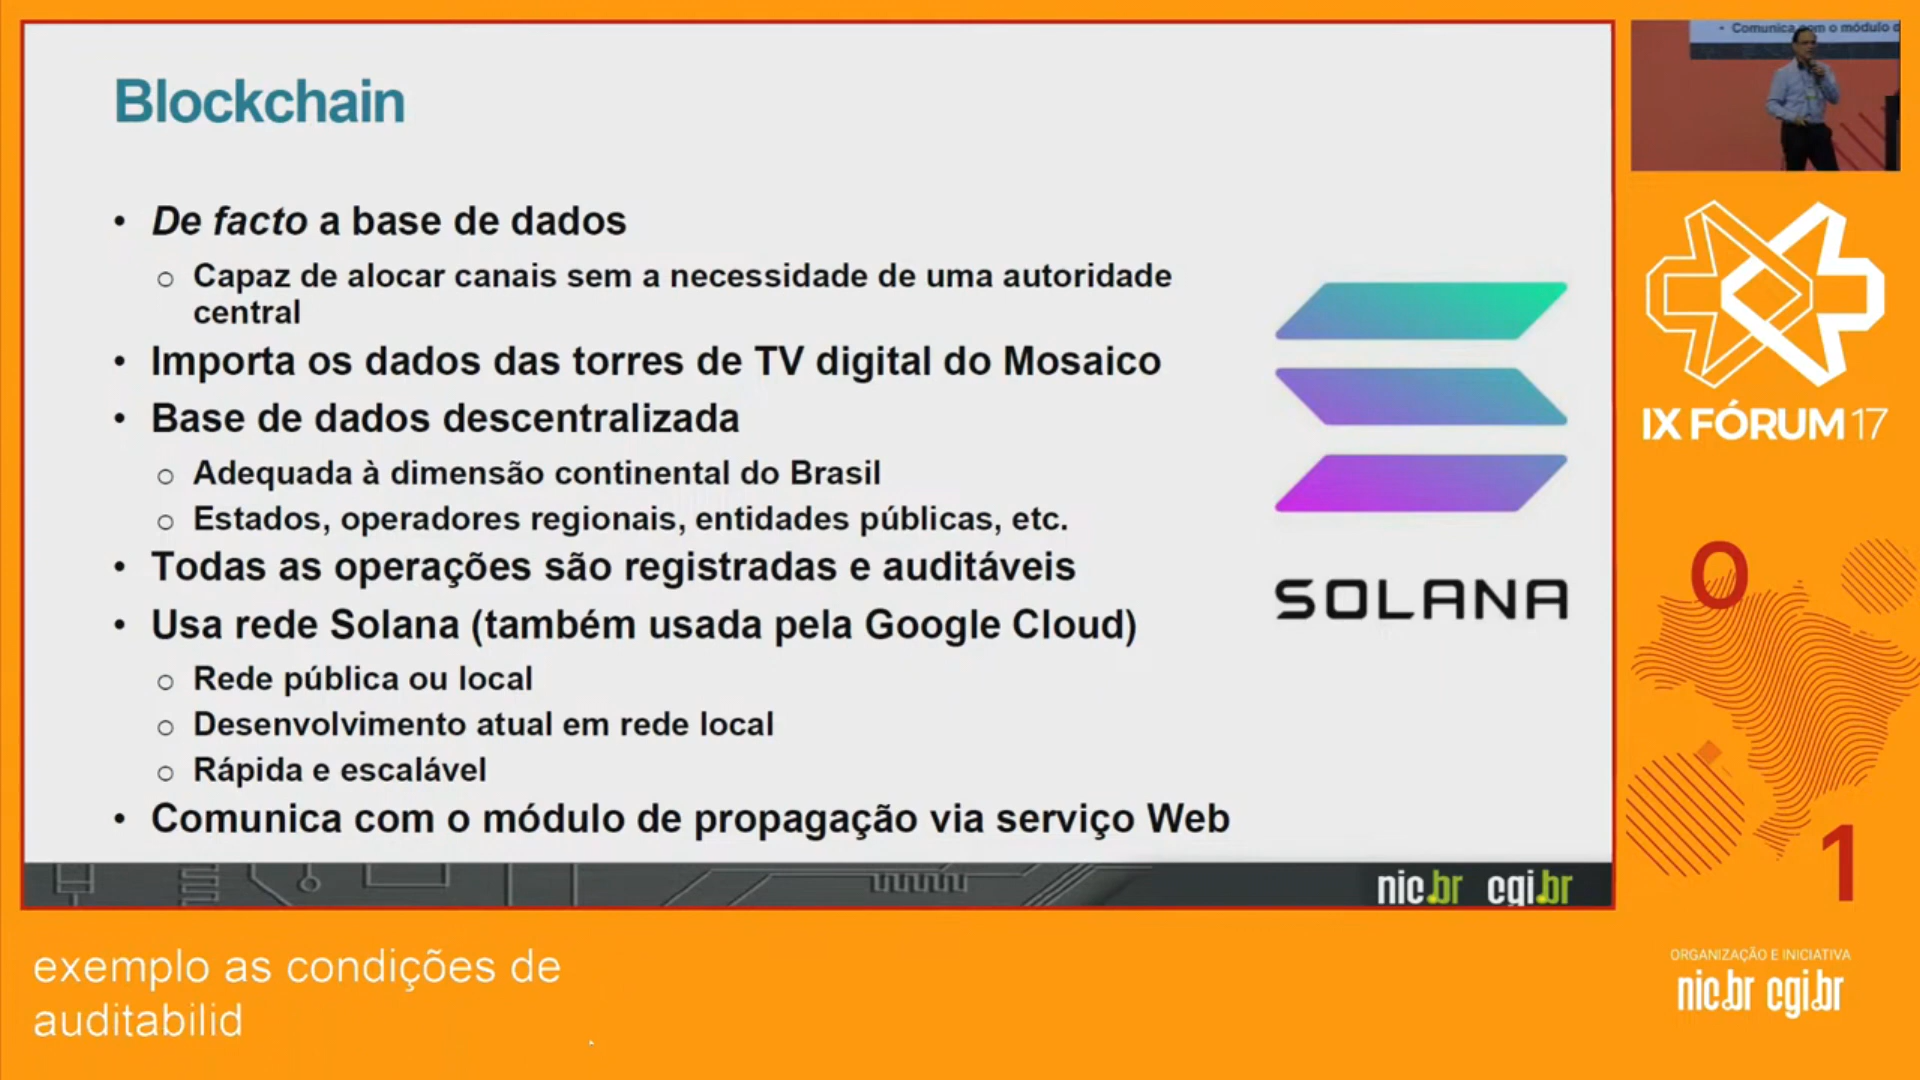 Blockchain
• De facto a base de dados
o Capaz de alocar canais sem a necessidade de uma autoridade
central
• Importa os dados das torres de TV digital do Mosaico
• Base de dados descentralizada
o Adequada à dimensão continental do Brasil
o Estados, operadores regionais, entidades públicas, etc.
• Todas as operações são registradas e auditáveis
• Usa rede Solana (também usada pela Google Cloud)
o Rede pública ou local
o Desenvolvimento atual em rede local
o Rápida e escalável
• Comunica com o módulo de propagação via serviço Web
SOLANA
nic.br cgi.br
exemplo as condições de
auditabilid
• Comunica com o módulo d
IX FÓRUM 17
0
1
ORGANIZAÇÃO E INICIATIVA
nic.br cgi.br